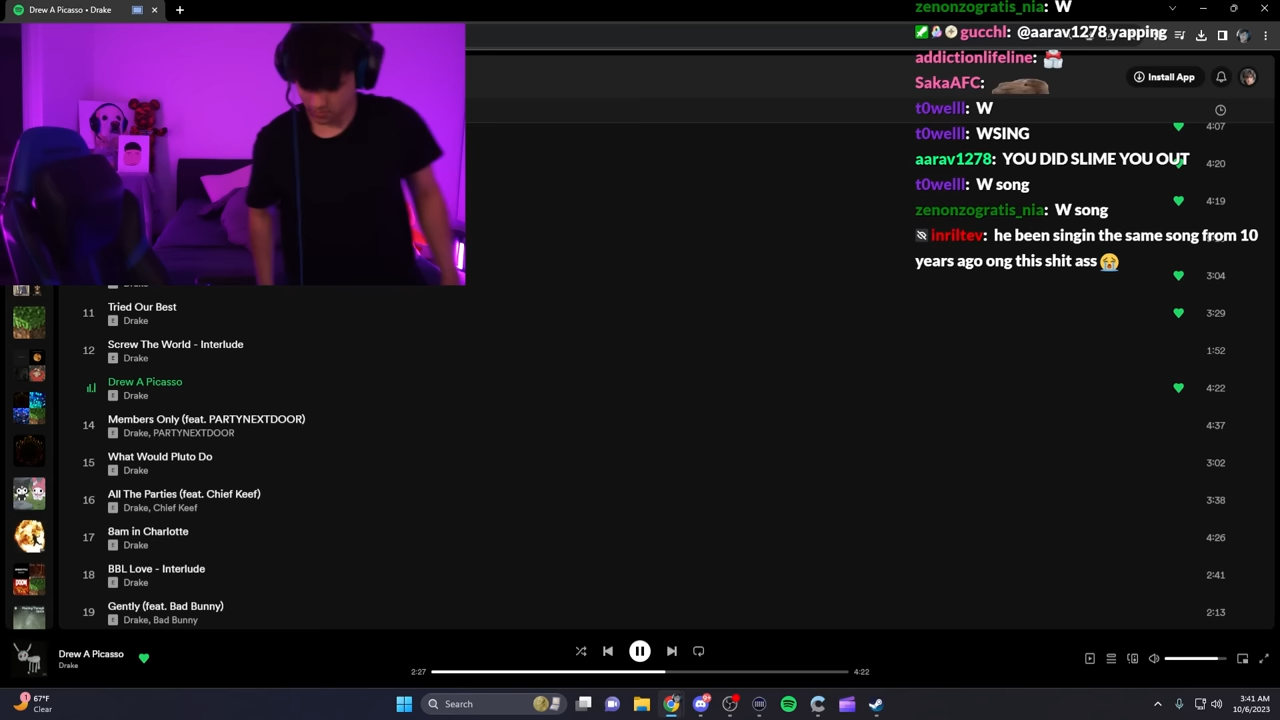 Drew A Picasso • Drake
zenonzogratis_nia: W
gucchl: @aarav1278 yapping
addictionlifeline:
Install App
SakaAFC:
t0welll: W
4:07
t0welll: WSING
aarav1278: YOU DID SLIME YOU OUT
4:20
t0welll: W song
4:19
zenonzogratis_nia: W song
inriltev: he been singin the same song from 10
years ago ong this shit ass 😭
3:04
11 Tried Our Best 3:29
E Drake
12 Screw The World - Interlude 1:52
E Drake
Drew A Picasso 4:22
E Drake
14 Members Only (feat. PARTYNEXTDOOR) 4:37
E Drake, PARTYNEXTDOOR
15 What Would Pluto Do 3:02
E Drake
16 All The Parties (feat. Chief Keef) 3:38
E Drake, Chief Keef
17 8am in Charlotte 4:26
E Drake
18 BBL Love - Interlude 2:41
E Drake
19 Gently (feat. Bad Bunny) 2:13
E Drake, Bad Bunny
Drew A Picasso
Drake
2:27 4:22
67°F
Clear
Search
3:41 AM
10/6/2023